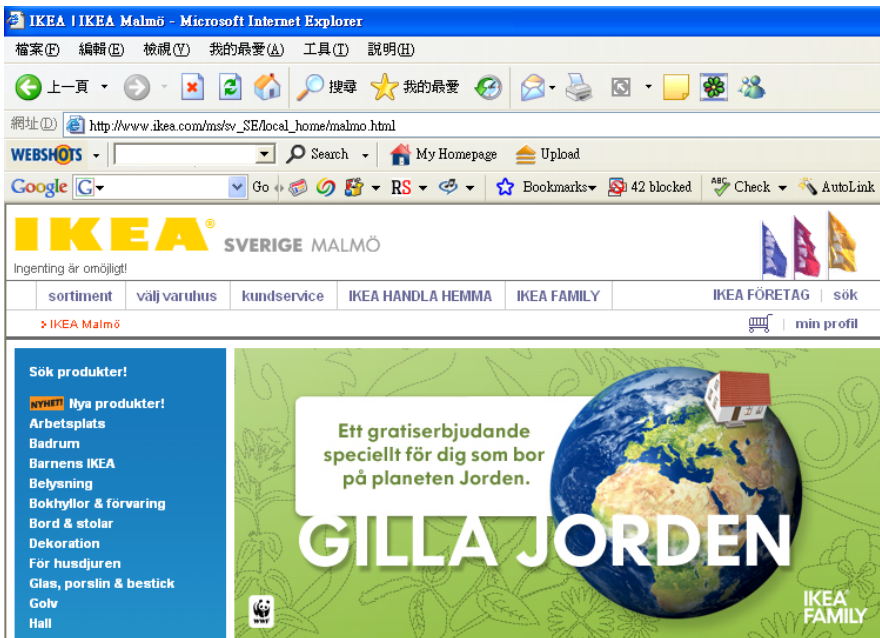 IKEA | IKEA Malmö - Microsoft Internet Explorer
檔案(F) 編輯(E) 檢視(V) 我的最愛(A) 工具(T) 說明(H)
上一頁 搜尋 我的最愛
網址(D) http://www.ikea.com/ms/sv_SE/local_home/malmo.html
WEBSHOTS Search My Homepage Upload
Google G Go RS Bookmarks 42 blocked ABC Check AutoLink
IKEA® SVERIGE MALMÖ
Ingenting är omöjligt!
sortiment välj varuhus kundservice IKEA HANDLA HEMMA IKEA FAMILY IKEA FÖRETAG sök
IKEA Malmö min profil
Sök produkter!
NYHET! Nya produkter!
Arbetsplats
Badrum
Barnens IKEA
Belysning
Bokhyllor & förvaring
Bord & stolar
Dekoration
För husdjuren
Glas, porslin & bestick
Golv
Hall
Ett gratiserbjudande
speciellt för dig som bor
på planeten Jorden.
GILLA JORDEN
WWF
IKEA
FAMILY